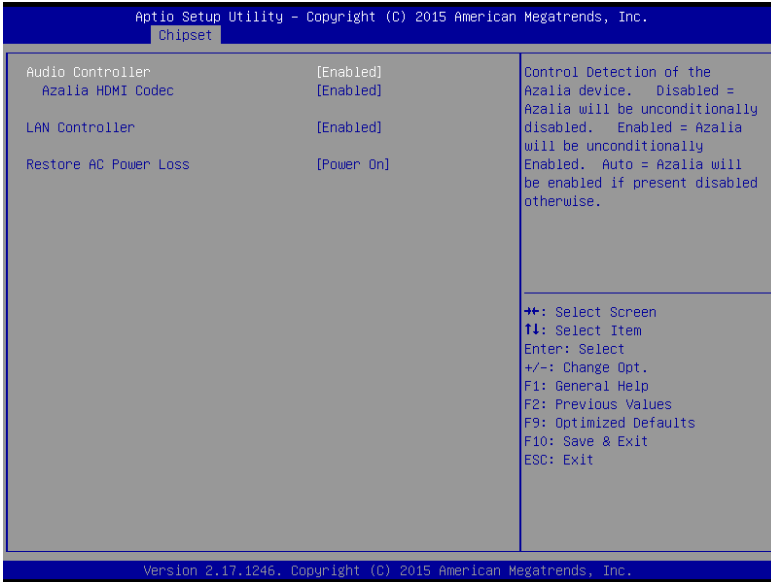 Aptio Setup Utility – Copyright (C) 2015 American Megatrends, Inc.
Chipset
Audio Controller [Enabled]
Azalia HDMI Codec [Enabled]
LAN Controller [Enabled]
Restore AC Power Loss [Power On]
Control Detection of the
Azalia device. Disabled =
Azalia will be unconditionally
disabled. Enabled = Azalia
will be unconditionally
Enabled. Auto = Azalia will
be enabled if present disabled
otherwise.
→←: Select Screen
↑↓: Select Item
Enter: Select
+/-: Change Opt.
F1: General Help
F2: Previous Values
F9: Optimized Defaults
F10: Save & Exit
ESC: Exit
Version 2.17.1246. Copyright (C) 2015 American Megatrends, Inc.